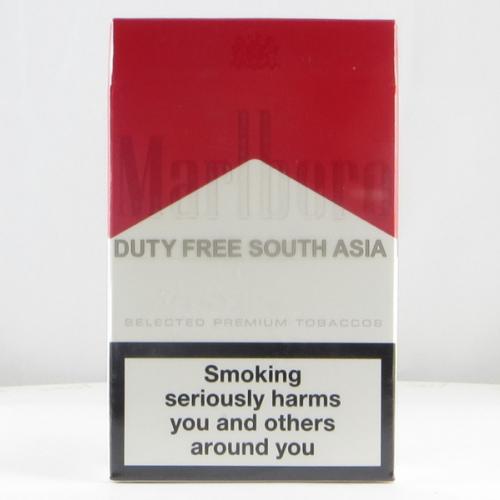 Marlboro
DUTY FREE SOUTH ASIA
SELECTED PREMIUM TOBACCOS
Smoking
seriously harms
you and others
around you